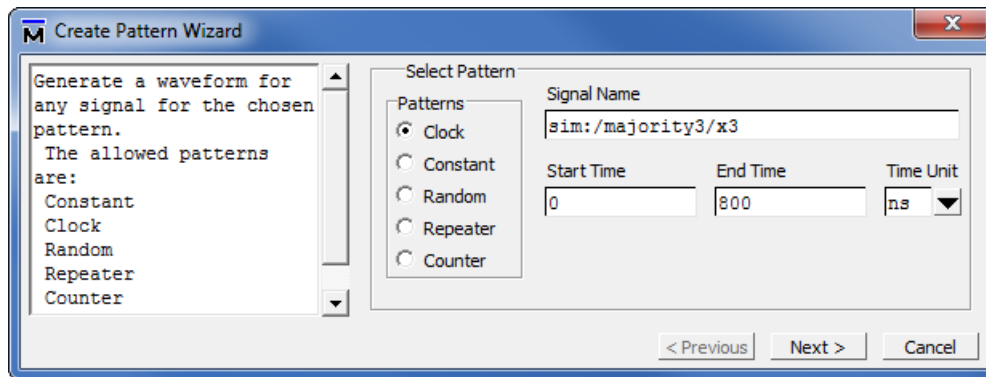 Create Pattern Wizard
Generate a waveform for
any signal for the chosen
pattern.
The allowed patterns
are:
Constant
Clock
Random
Repeater
Counter
Select Pattern
Patterns
Clock
Constant
Random
Repeater
Counter
Signal Name
sim:/majority3/x3
Start Time End Time Time Unit
0 800 ns
< Previous Next > Cancel